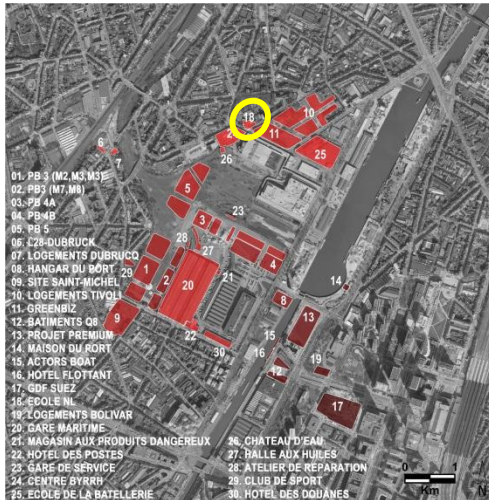 18
10
2
11
26
25
6
7
5
23
3
28
27
4
29
1
2
20
21
14
8
9
22
13
30
15
16
19
12
17
01. PB 3 (M2,M3,M3)
02. PB3 (M7,M8)
03. PB 4A
04. PB 4B
05. PB 5
06. L28-DUBRUCK
07. LOGEMENTS DUBRUCQ
08. HANGAR DU PORT
09. SITE SAINT-MICHEL
10. LOGEMENTS TIVOLI
11. GREENBIZ
12. BATIMENTS Q8
13. PROJET PREMIUM
14. MAISON DU PORT
15. ACTORS BOAT
16. HOTEL FLOTTANT
17. GDF SUEZ
18. ECOLE NL
19. LOGEMENTS BOLIVAR
20. GARE MARITIME
21. MAGASIN AUX PRODUITS DANGEREUX
22. HOTEL DES POSTES
23. GARE DE SERVICE
24. CENTRE BYRRH
25. ECOLE DE LA BATELLERIE
26. CHATEAU D'EAU
27. HALLE AUX HUILES
28. ATELIER DE REPARATION
29. CLUB DE SPORT
30. HOTEL DES DOUANES
0 1
Km
N